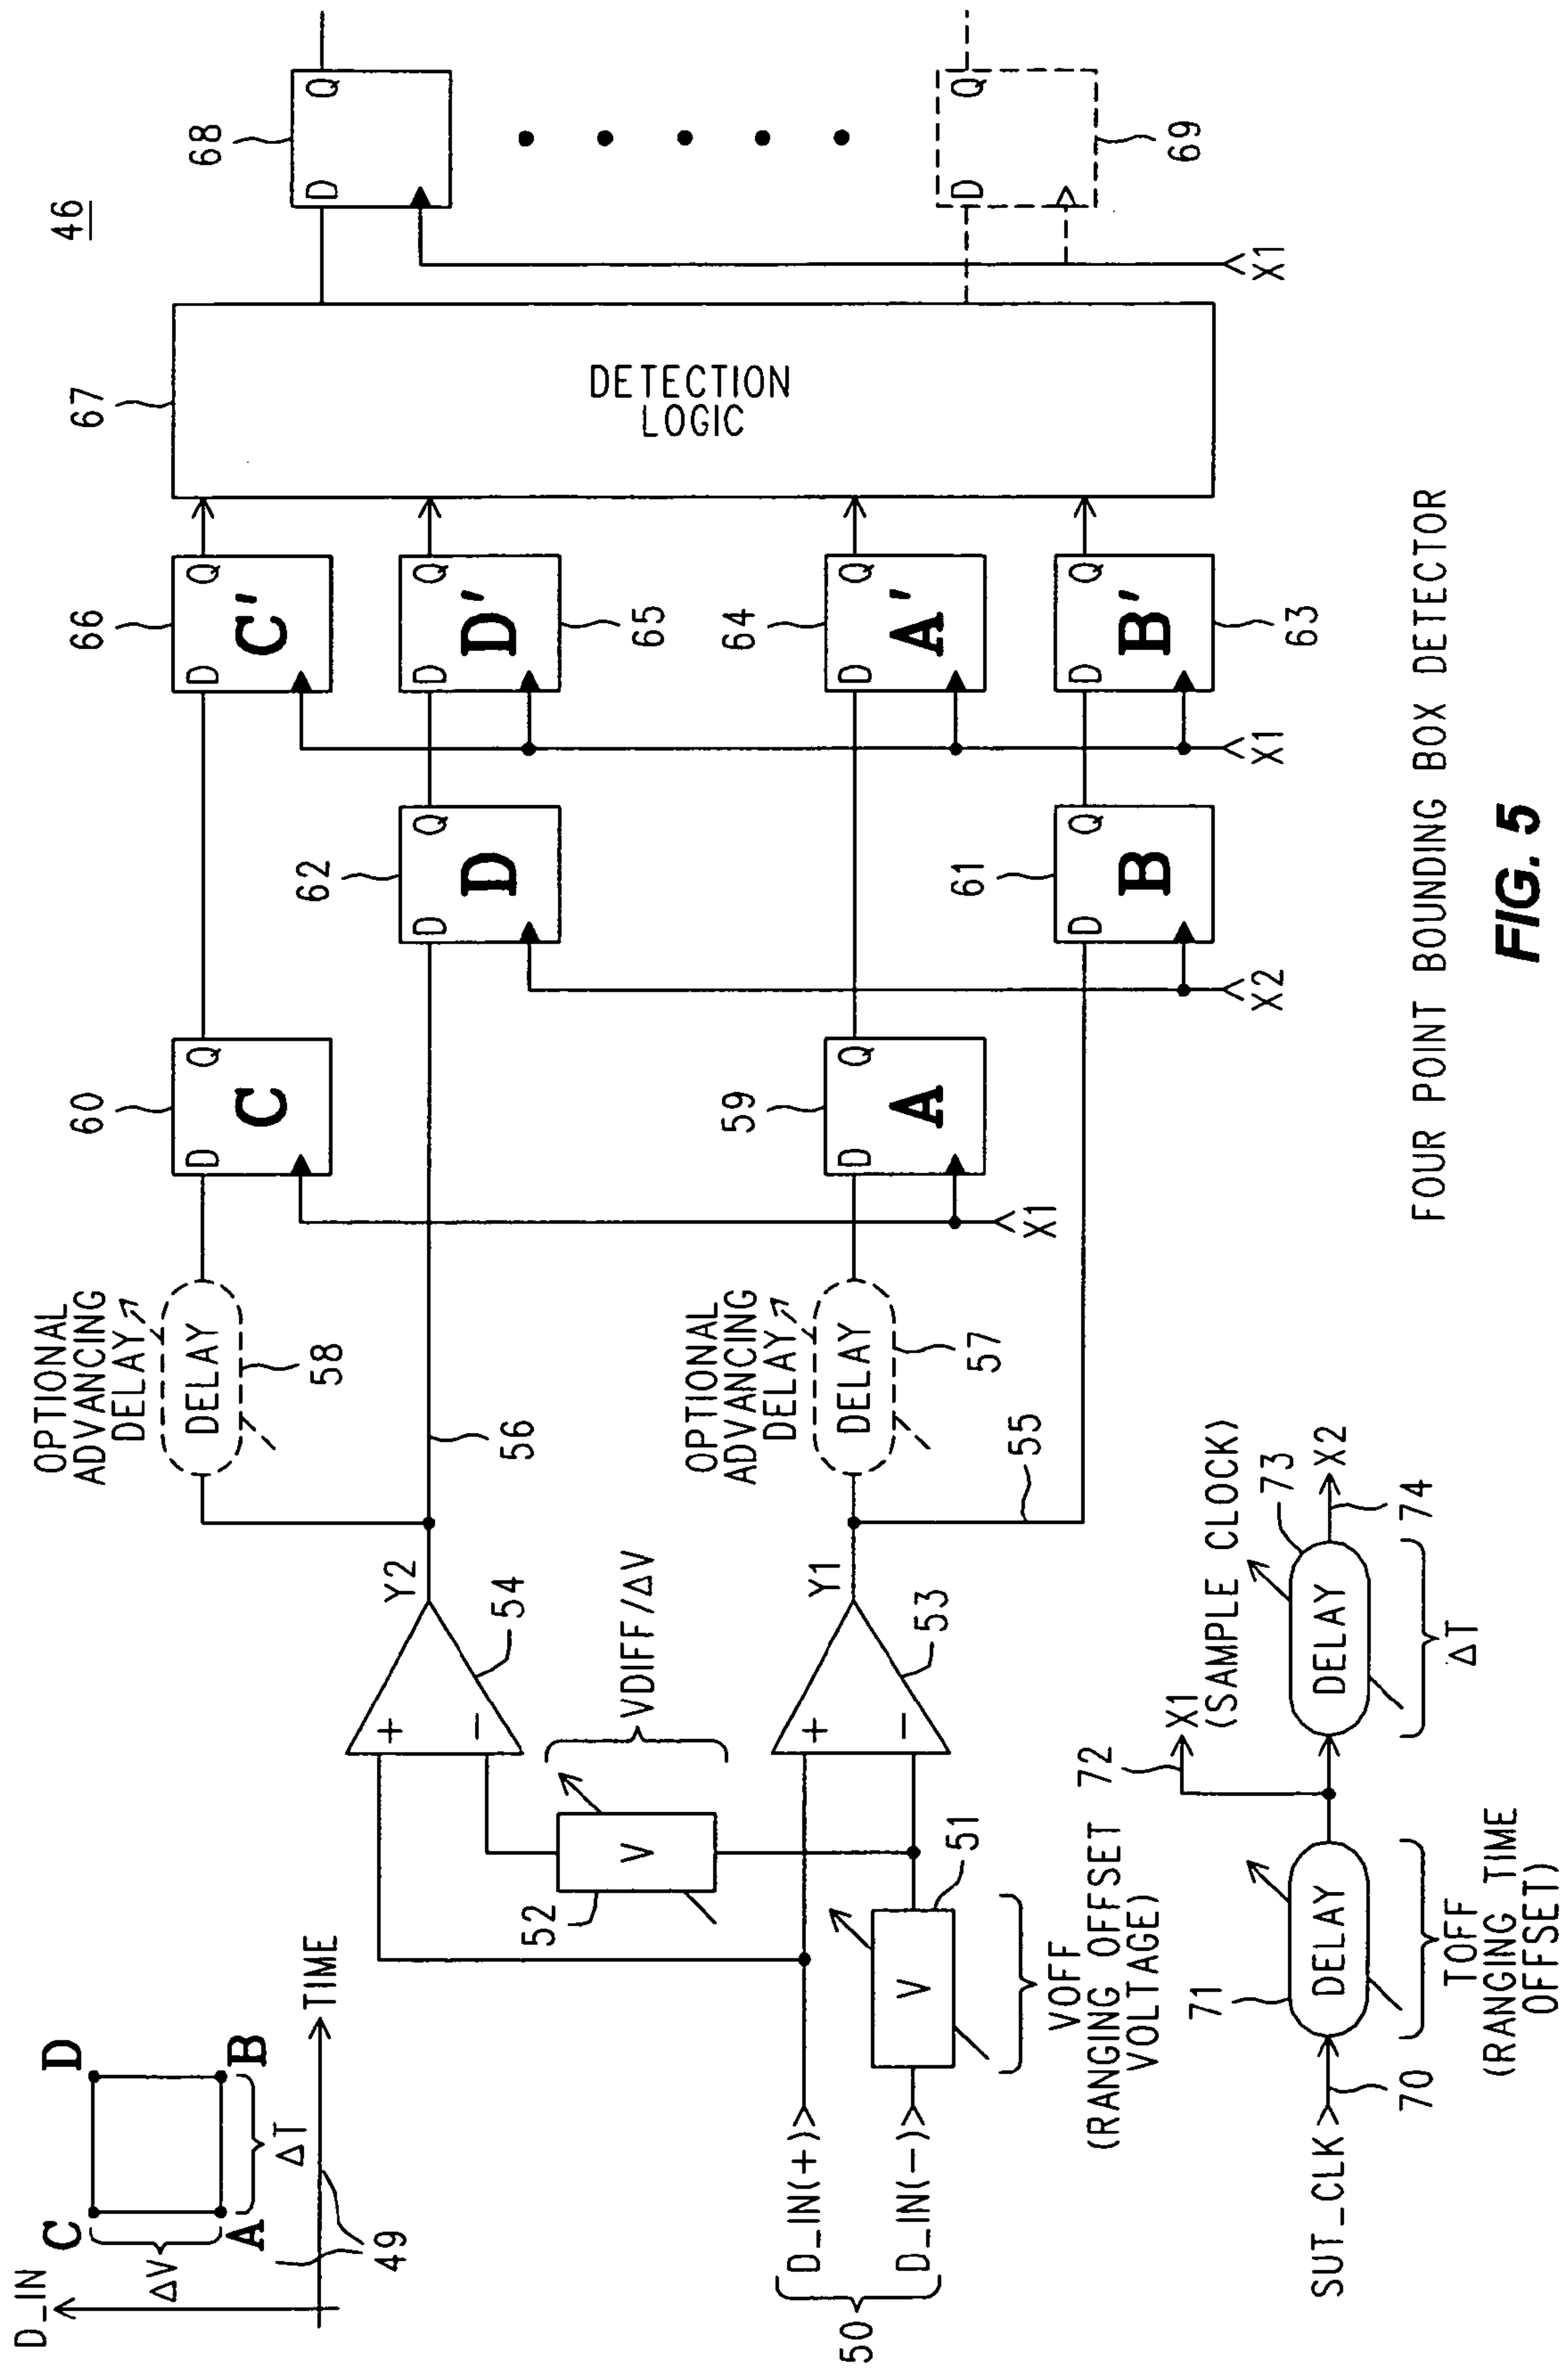 46
D_IN
C
D
ΔV
A
B
ΔT
TIME
49
OPTIONAL
ADVANCING
DELAY
DELAY
58
60
D
Q
C
66
D
Q
C'
67
DETECTION
LOGIC
68
D
Q
Y2
54
+
−
56
62
D
Q
D
D
Q
D'
65
VDIFF/ΔV
V
52
OPTIONAL
ADVANCING
DELAY
DELAY
57
59
D
Q
A
64
D
Q
A'
X1
50
D_IN(+)
D_IN(-)
V
51
VOFF
(RANGING OFFSET
VOLTAGE)
+
−
Y1
53
55
61
D
Q
B
X2
D
Q
B'
63
X1
D
Q
69
X1
SUT_CLK
70
71
DELAY
TOFF
(RANGING TIME
OFFSET)
72
X1
(SAMPLE CLOCK)
73
DELAY
ΔT
X2
74
FOUR POINT BOUNDING BOX DETECTOR
FIG. 5